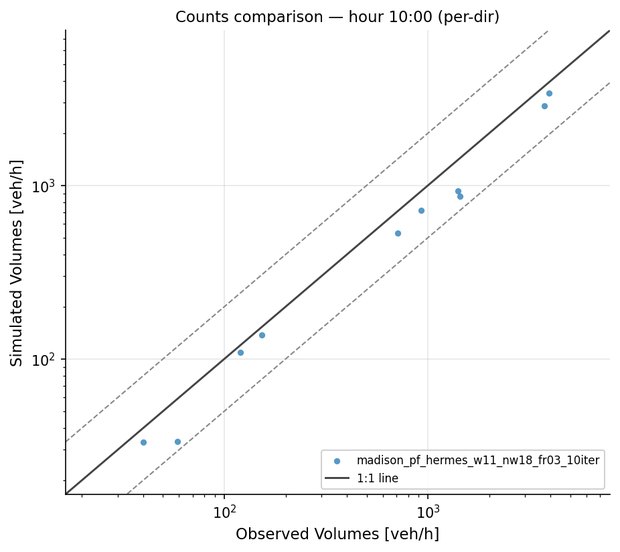 Counts comparison — hour 10:00 (per-dir)
Simulated Volumes [veh/h]
10³
10²
madison_pf_hermes_w11_nw18_fr03_10iter
1:1 line
10² 10³
Observed Volumes [veh/h]